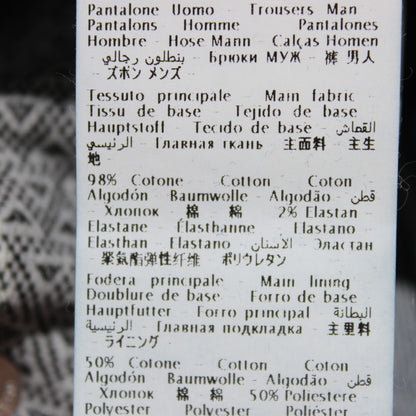 Pantalone Uomo - Trousers Man -
Pantalons Homme - Pantalones
Hombre - Hose Mann - Calças Homen
- بنطلون رجالي - Брюки МУЖ - 裤 男人
- ズボン メンズ -
Tessuto principale - Main fabric -
Tissu de base - Tejido de base -
Hauptstoff - Tecido de base - القماش
الرئيسي - Главная ткань - 主面料 - 主生
地
98% Cotone - Cotton - Coton -
Algodón - Baumwolle - Algodão - قطن
- Хлопок 棉 - 棉 - 2% Elastan -
Elastane - Élasthanne - Elastano -
Elasthan - Elastano - الاستان - Эластан
- 聚氨酯弹性纤维 - ポリウレタン
Fodera principale - Main lining -
Doublure de base - Forro de base -
Hauptfutter - Forro principal - البطانة
الرئيسية - Главная подкладка - 主里料
- ライニング -
50% Cotone - Cotton - Coton -
Algodón - Baumwolle - Algodão - قطن
- Хлопок 棉 - 棉 - 50% Poliestere -
Polyester - Polyester - Poliéster -